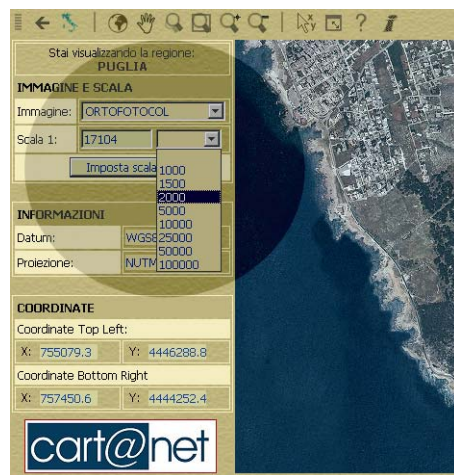 Stai visualizzando la regione:
PUGLIA
IMMAGINE E SCALA
Immagine: ORTOFOTOCOL
Scala 1: 17104
Imposta scala
1000
1500
2000
5000
10000
25000
50000
100000
INFORMAZIONI
Datum: WGS8
Proiezione: NUTM
COORDINATE
Coordinate Top Left:
X: 755079.3 Y: 4446288.8
Coordinate Bottom Right
X: 757450.6 Y: 4444252.4
cart@net